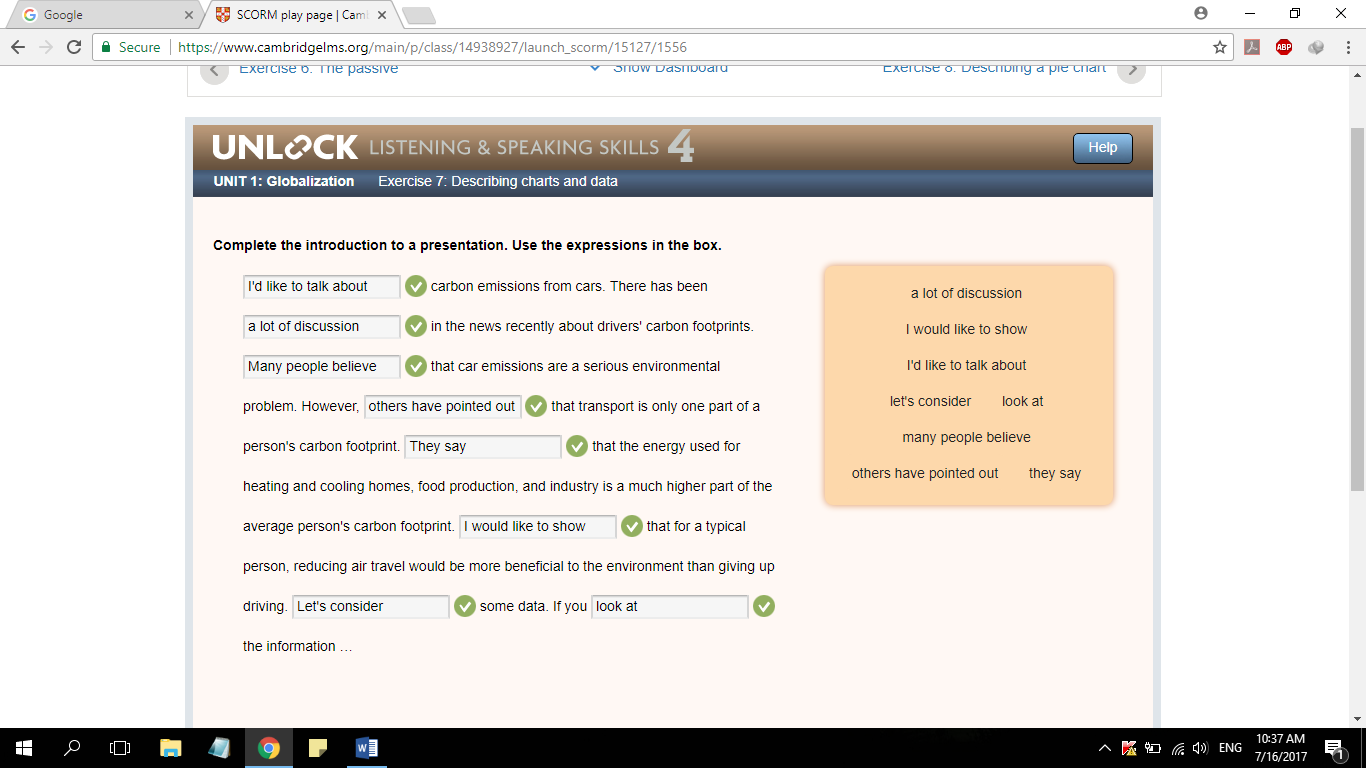 Google
SCORM play page | Cam
Secure https://www.cambridgelms.org/main/p/class/14938927/launch_scorm/15127/1556
ABP
Exercise 6. The passive
Show Dashboard
Exercise 8. Describing a pie chart
UNLOCK LISTENING & SPEAKING SKILLS 4
Help
UNIT 1: Globalization Exercise 7: Describing charts and data
Complete the introduction to a presentation. Use the expressions in the box.
I'd like to talk about carbon emissions from cars. There has been
a lot of discussion in the news recently about drivers' carbon footprints.
Many people believe that car emissions are a serious environmental
problem. However, others have pointed out that transport is only one part of a
person's carbon footprint. They say that the energy used for
heating and cooling homes, food production, and industry is a much higher part of the
average person's carbon footprint. I would like to show that for a typical
person, reducing air travel would be more beneficial to the environment than giving up
driving. Let's consider some data. If you look at
the information …
a lot of discussion
I would like to show
I'd like to talk about
let's consider look at
many people believe
others have pointed out they say
ENG
10:37 AM
7/16/2017
1